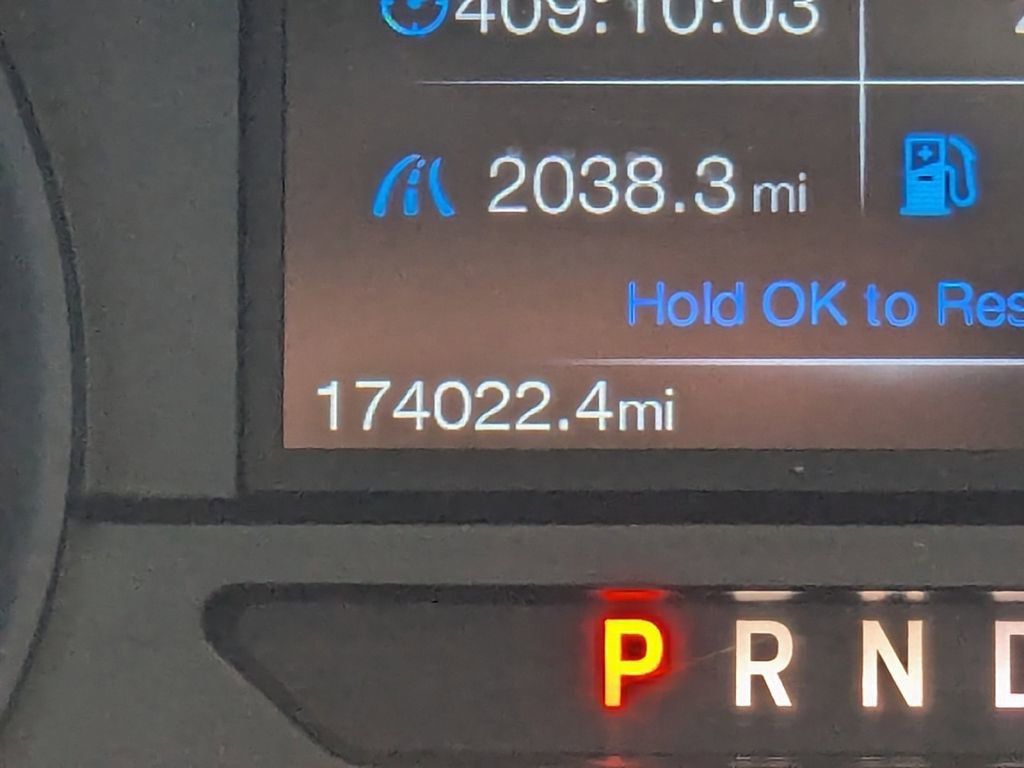 409:10:03
2038.3 mi
Hold OK to Res
174022.4mi
P R N D